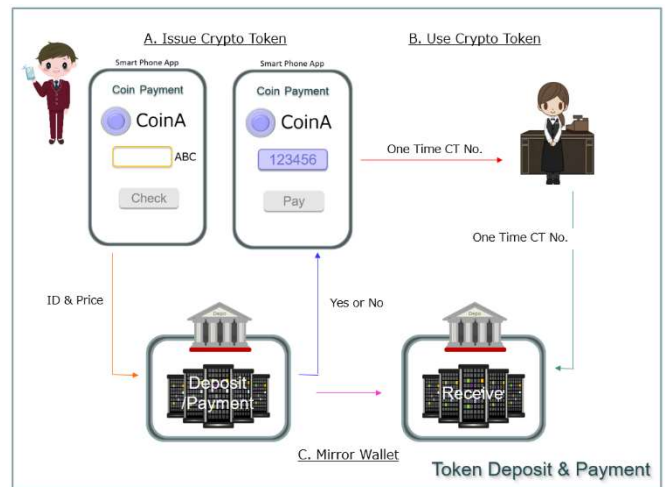 A. Issue Crypto Token
B. Use Crypto Token
Smart Phone App
Coin Payment
CoinA
ABC
Check
Smart Phone App
Coin Payment
CoinA
123456
Pay
One Time CT No.
One Time CT No.
ID & Price
Yes or No
Deposit
/Payment
Receive
C. Mirror Wallet
Token Deposit & Payment